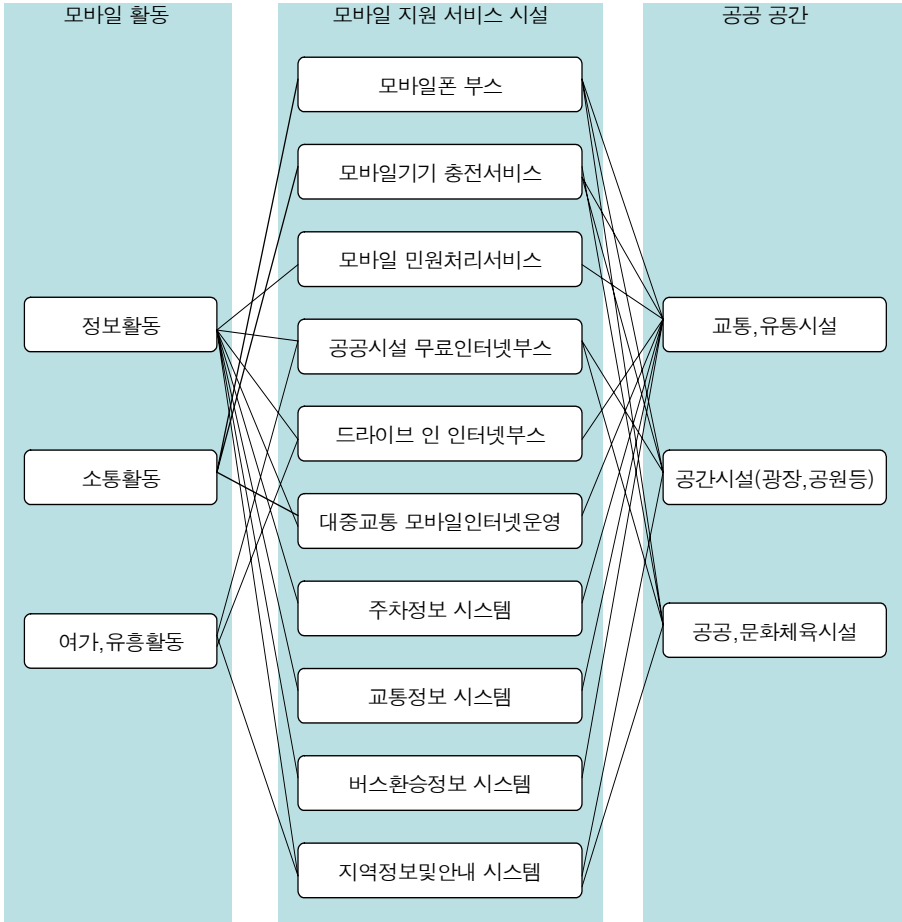 모바일 활동
모바일 지원 서비스 시설
공공 공간
모바일폰 부스
모바일기기 충전서비스
모바일 민원처리서비스
정보활동
교통,유통시설
공공시설 무료인터넷부스
드라이브 인 인터넷부스
소통활동
공간시설(광장,공원등)
대중교통 모바일인터넷운영
주차정보 시스템
여가,유흥활동
공공,문화체육시설
교통정보 시스템
버스환승정보 시스템
지역정보및안내 시스템